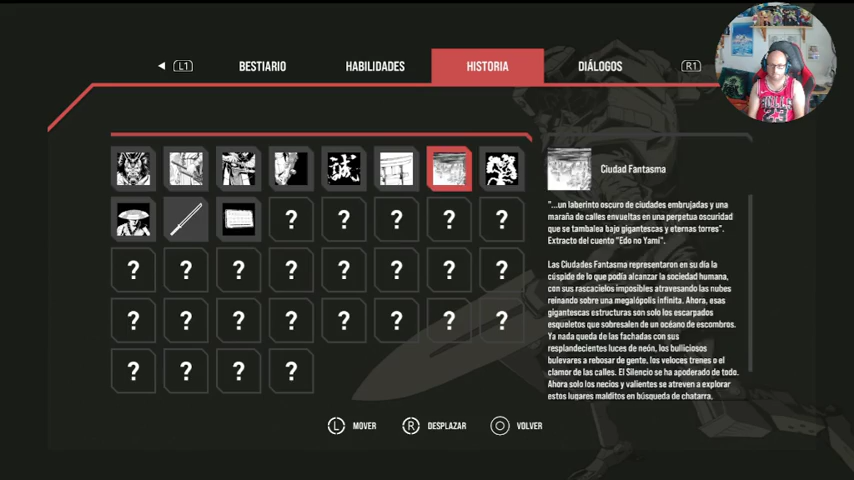 ◄ L1 BESTIARIO HABILIDADES HISTORIA DIÁLOGOS R1
Ciudad Fantasma
"...un laberinto oscuro de ciudades embrujadas y una
maraña de calles envueltas en una perpetua oscuridad
que se tambalea bajo gigantescas y eternas torres".
Extracto del cuento "Edo no Yami".
Las Ciudades Fantasma representaron en su día la
cúspide de lo que podía alcanzar la sociedad humana,
con sus rascacielos imposibles atravesando las nubes
reinando sobre una megalópolis infinita. Ahora, esas
gigantescas estructuras son solo los escarpados
esqueletos que sobresalen de un océano de escombros.
Ya nada queda de las fachadas con sus
resplandecientes luces de neón, los bulliciosos
bulevares a rebosar de gente, los veloces trenes o el
clamor de las calles. El Silencio se ha apoderado de todo.
Ahora solo los necios y valientes se atreven a explorar
estos lugares malditos en búsqueda de chatarra,
? ? ? ? ?
? ? ? ? ? ? ? ?
? ? ? ? ? ? ? ?
? ? ? ?
L MOVER R DESPLAZAR VOLVER